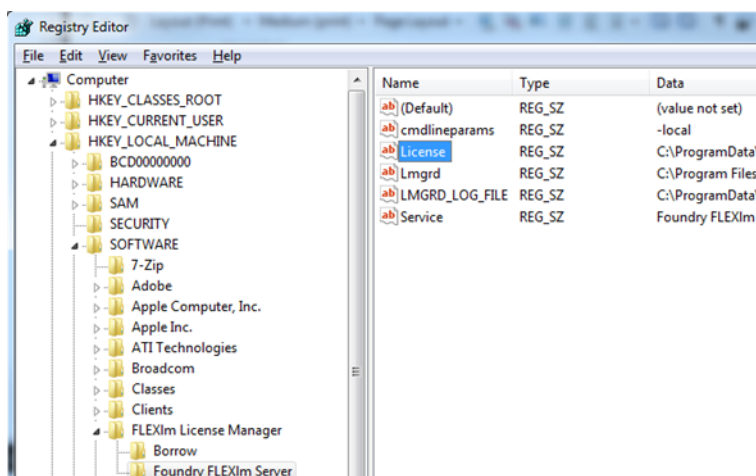 Registry Editor
File Edit View Favorites Help
Computer
HKEY_CLASSES_ROOT
HKEY_CURRENT_USER
HKEY_LOCAL_MACHINE
BCD00000000
HARDWARE
SAM
SECURITY
SOFTWARE
7-Zip
Adobe
Apple Computer, Inc.
Apple Inc.
ATI Technologies
Broadcom
Classes
Clients
FLEXlm License Manager
Borrow
Foundry FLEXlm Server
Name Type Data
(Default) REG_SZ (value not set)
cmdlineparams REG_SZ -local
License REG_SZ C:\ProgramData\
Lmgrd REG_SZ C:\Program Files
LMGRD_LOG_FILE REG_SZ C:\ProgramData\
Service REG_SZ Foundry FLEXlm